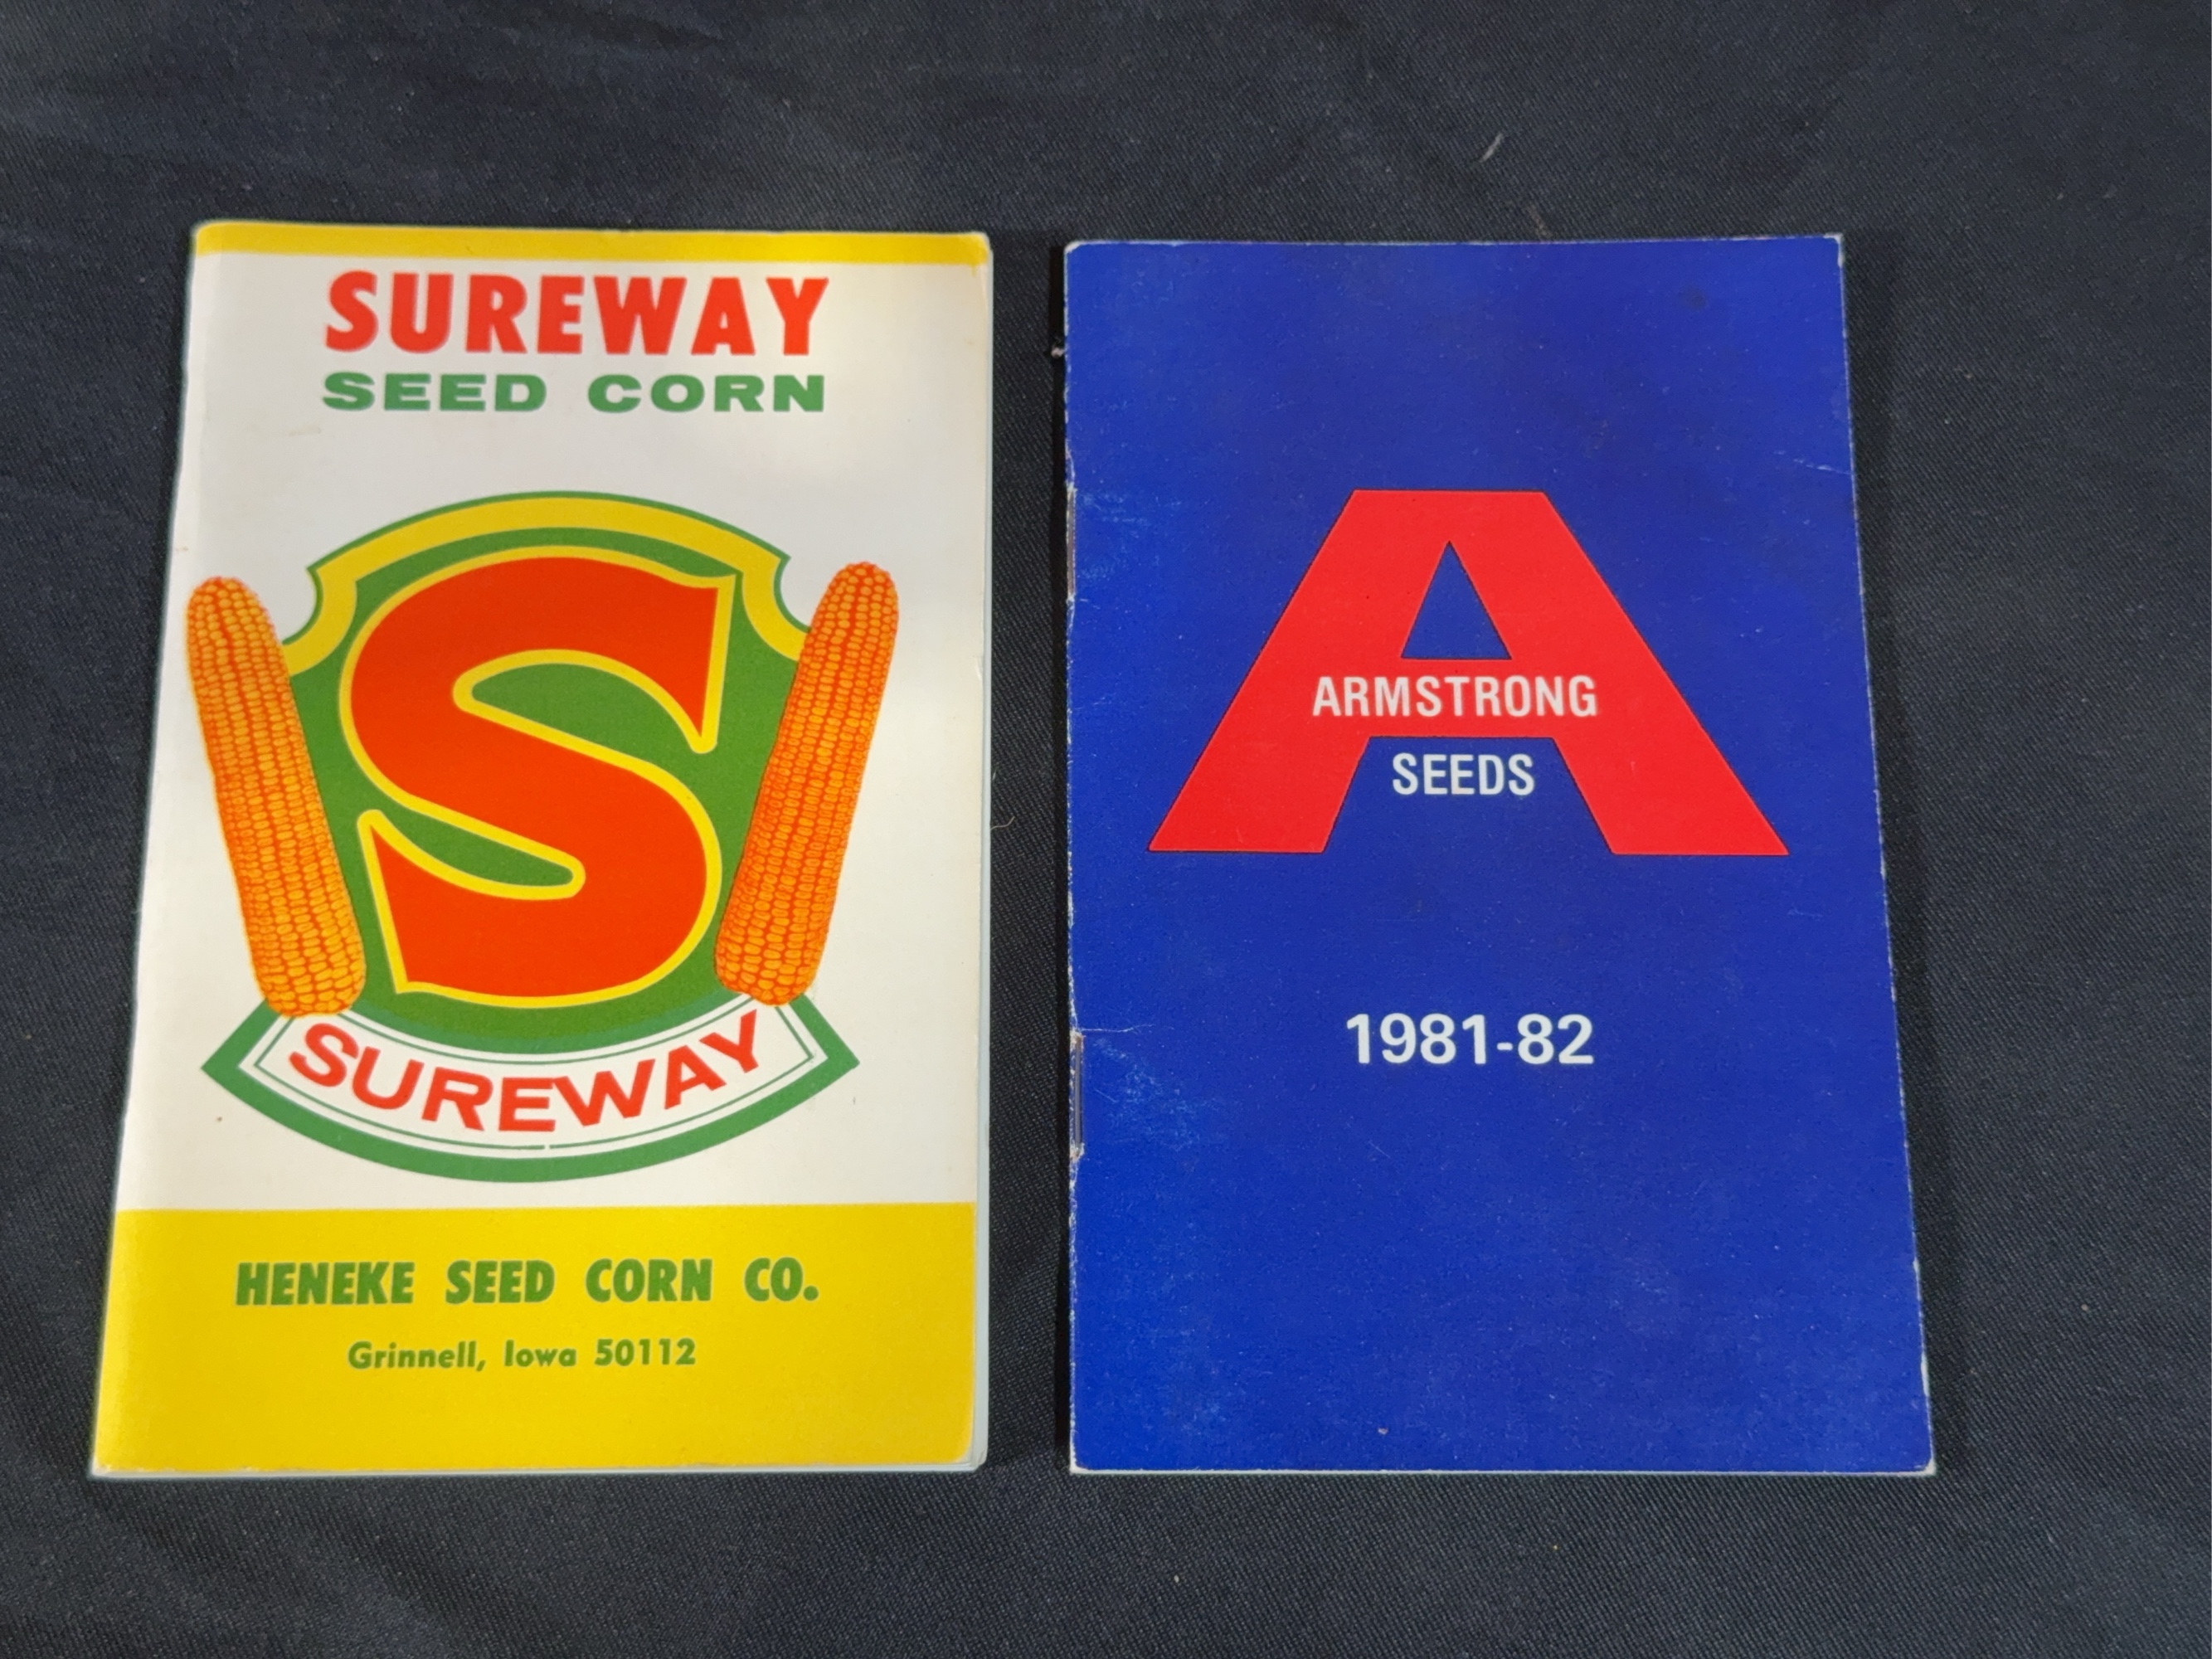 SUREWAY
SEED CORN
S
SUREWAY
HENEKE SEED CORN CO.
Grinnell, Iowa 50112
A
ARMSTRONG
SEEDS
1981-82